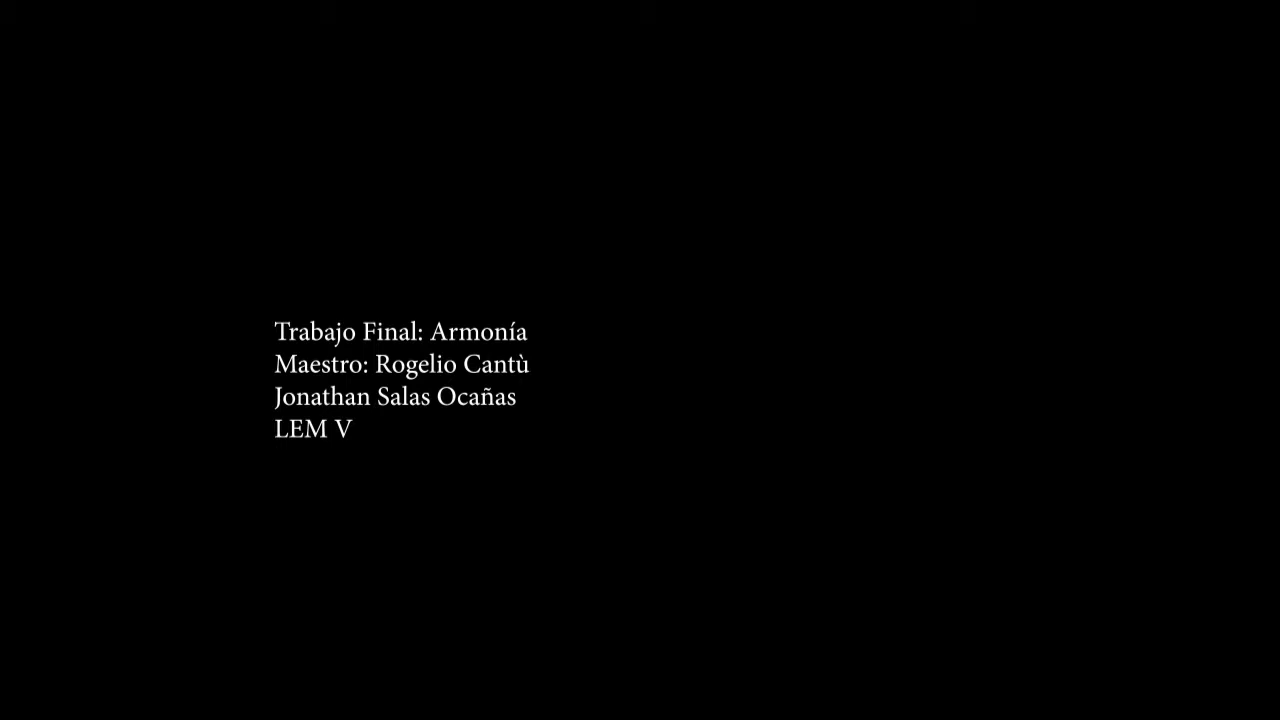 Trabajo Final: Armonía
Maestro: Rogelio Cantù
Jonathan Salas Ocañas
LEM V